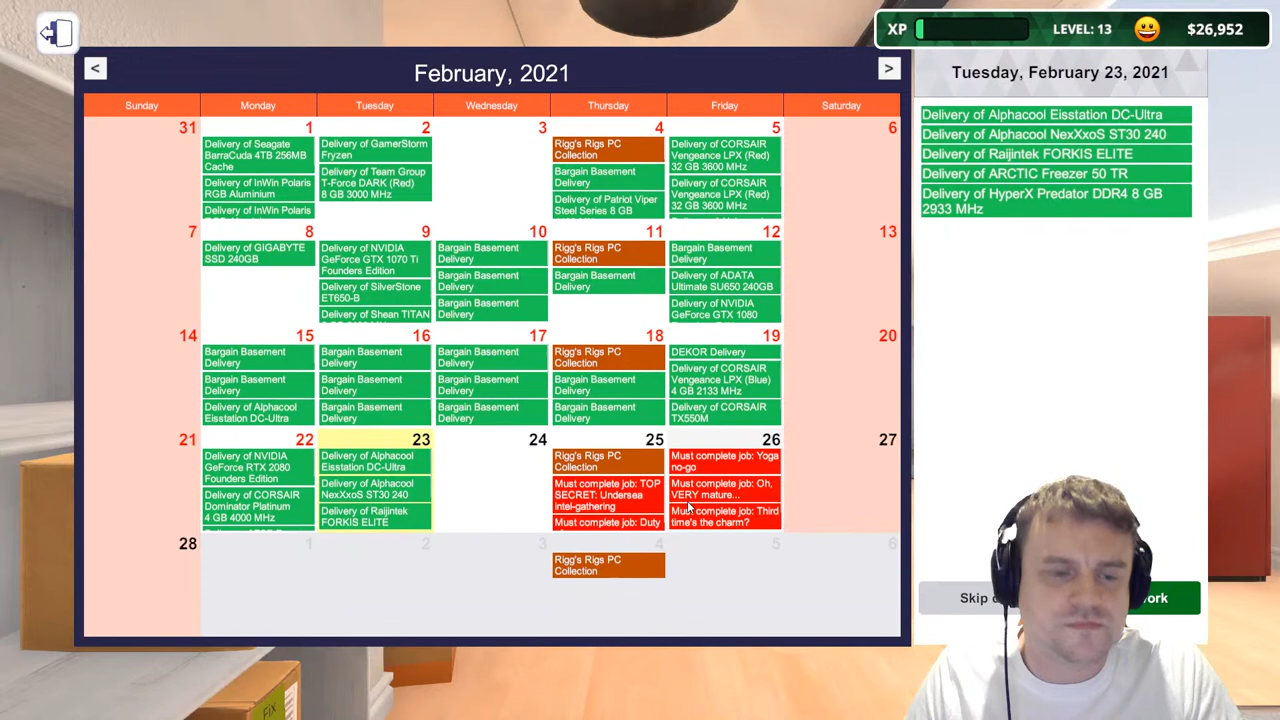 XP
LEVEL: 13
$26,952
<
February, 2021
>
Tuesday, February 23, 2021
Sunday
Monday
Tuesday
Wednesday
Thursday
Friday
Saturday
31
1
2
3
4
5
6
Delivery of Seagate
BarraCuda 4TB 256MB
Cache
Delivery of InWin Polaris
RGB Aluminium
Delivery of InWin Polaris
Delivery of GamerStorm
Fryzen
Delivery of Team Group
T-Force DARK (Red)
8 GB 3000 MHz
Rigg's Rigs PC
Collection
Bargain Basement
Delivery
Delivery of Patriot Viper
Steel Series 8 GB
Delivery of CORSAIR
Vengeance LPX (Red)
32 GB 3600 MHz
Delivery of CORSAIR
Vengeance LPX (Red)
32 GB 3600 MHz
7
8
9
10
11
12
13
Delivery of GIGABYTE
SSD 240GB
Delivery of NVIDIA
GeForce GTX 1070 Ti
Founders Edition
Delivery of SilverStone
ET650-B
Delivery of Shean TITAN
Bargain Basement
Delivery
Bargain Basement
Delivery
Bargain Basement
Delivery
Rigg's Rigs PC
Collection
Bargain Basement
Delivery
Bargain Basement
Delivery
Delivery of ADATA
Ultimate SU650 240GB
Delivery of NVIDIA
GeForce GTX 1080
14
15
16
17
18
19
20
Bargain Basement
Delivery
Bargain Basement
Delivery
Delivery of Alphacool
Eisstation DC-Ultra
Bargain Basement
Delivery
Bargain Basement
Delivery
Bargain Basement
Delivery
Bargain Basement
Delivery
Bargain Basement
Delivery
Bargain Basement
Delivery
Rigg's Rigs PC
Collection
Bargain Basement
Delivery
Bargain Basement
Delivery
DEKOR Delivery
Delivery of CORSAIR
Vengeance LPX (Blue)
4 GB 2133 MHz
Delivery of CORSAIR
TX550M
21
22
23
24
25
26
27
Delivery of NVIDIA
GeForce RTX 2080
Founders Edition
Delivery of CORSAIR
Dominator Platinum
4 GB 4000 MHz
Delivery of Alphacool
Eisstation DC-Ultra
Delivery of Alphacool
NexXxoS ST30 240
Delivery of Raijintek
FORKIS ELITE
Rigg's Rigs PC
Collection
Must complete job: TOP
SECRET: Undersea
intel-gathering
Must complete job: Duty
Must complete job: Yoga
no-go
Must complete job: Oh,
VERY mature...
Must complete job: Third
time's the charm?
28
1
2
3
4
5
6
Rigg's Rigs PC
Collection
Delivery of Alphacool Eisstation DC-Ultra
Delivery of Alphacool NexXxoS ST30 240
Delivery of Raijintek FORKIS ELITE
Delivery of ARCTIC Freezer 50 TR
Delivery of HyperX Predator DDR4 8 GB
2933 MHz
Skip
Fix